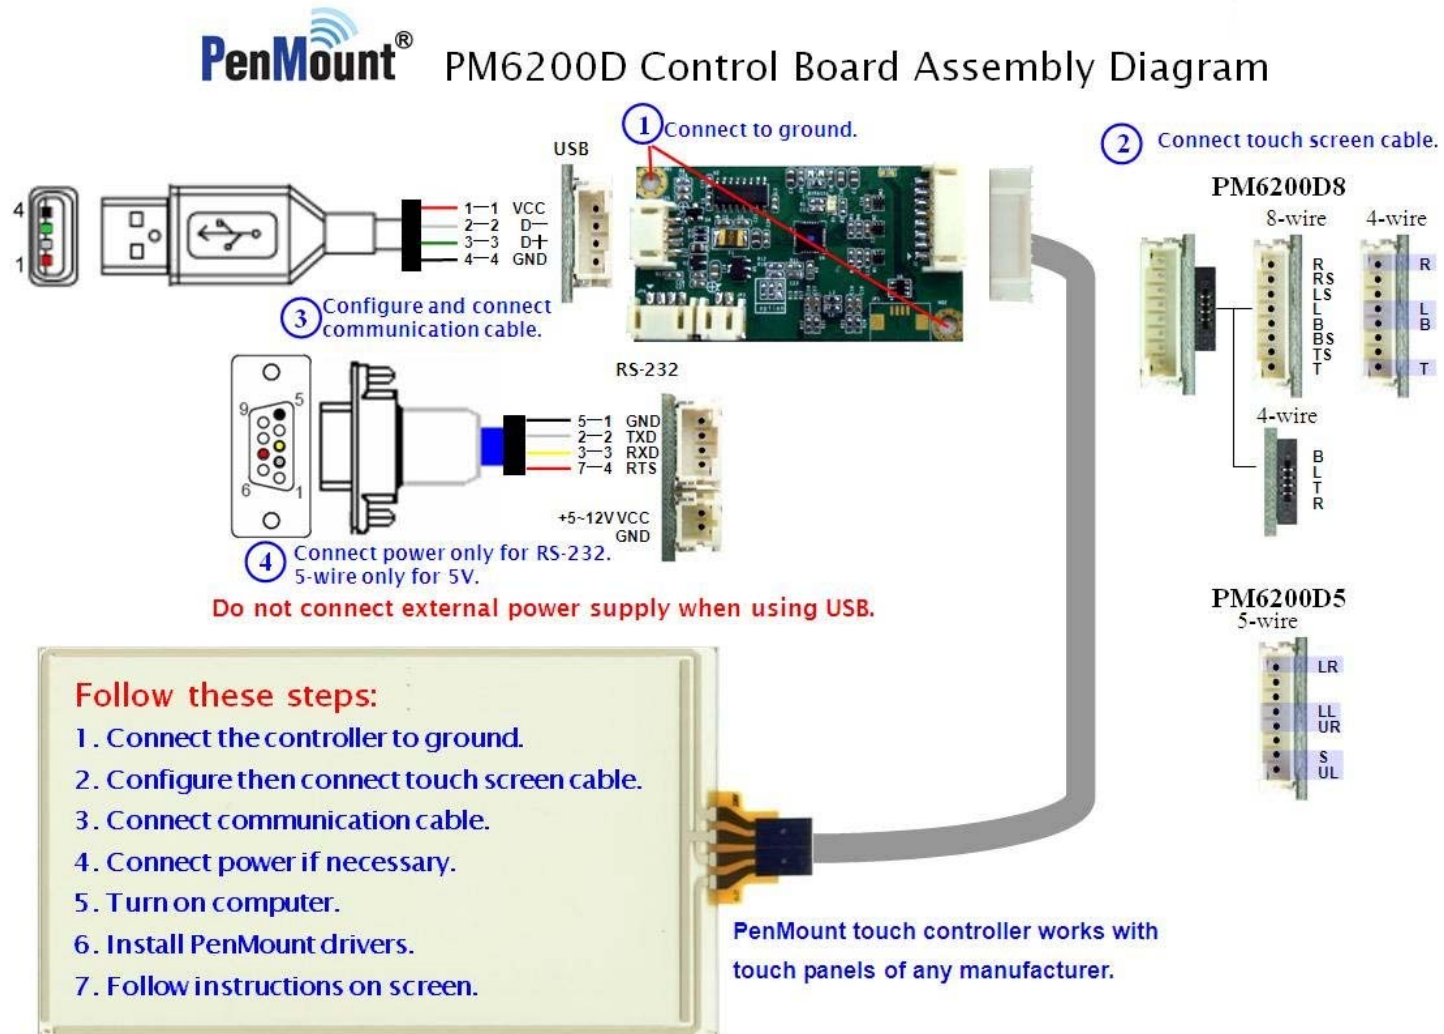 PenMount®
PM6200D Control Board Assembly Diagram
1 Connect to ground.
2 Connect touch screen cable.
USB
4
1
1—1 VCC
2—2 D—
3—3 D+
4—4 GND
3 Configure and connect
communication cable.
option
RS-232
9
5
6
1
5—1 GND
2—2 TXD
3—3 RXD
7—4 RTS
+5~12V VCC
GND
4 Connect power only for RS-232.
5-wire only for 5V.
Do not connect external power supply when using USB.
PM6200D8
8-wire
R
RS
LS
L
B
BS
TS
T
4-wire
R
L
B
T
4-wire
B
L
T
R
PM6200D5
5-wire
LR
LL
UR
S
UL
Follow these steps:
1. Connect the controller to ground.
2. Configure then connect touch screen cable.
3. Connect communication cable.
4. Connect power if necessary.
5. Turn on computer.
6. Install PenMount drivers.
7. Follow instructions on screen.
PenMount touch controller works with
touch panels of any manufacturer.